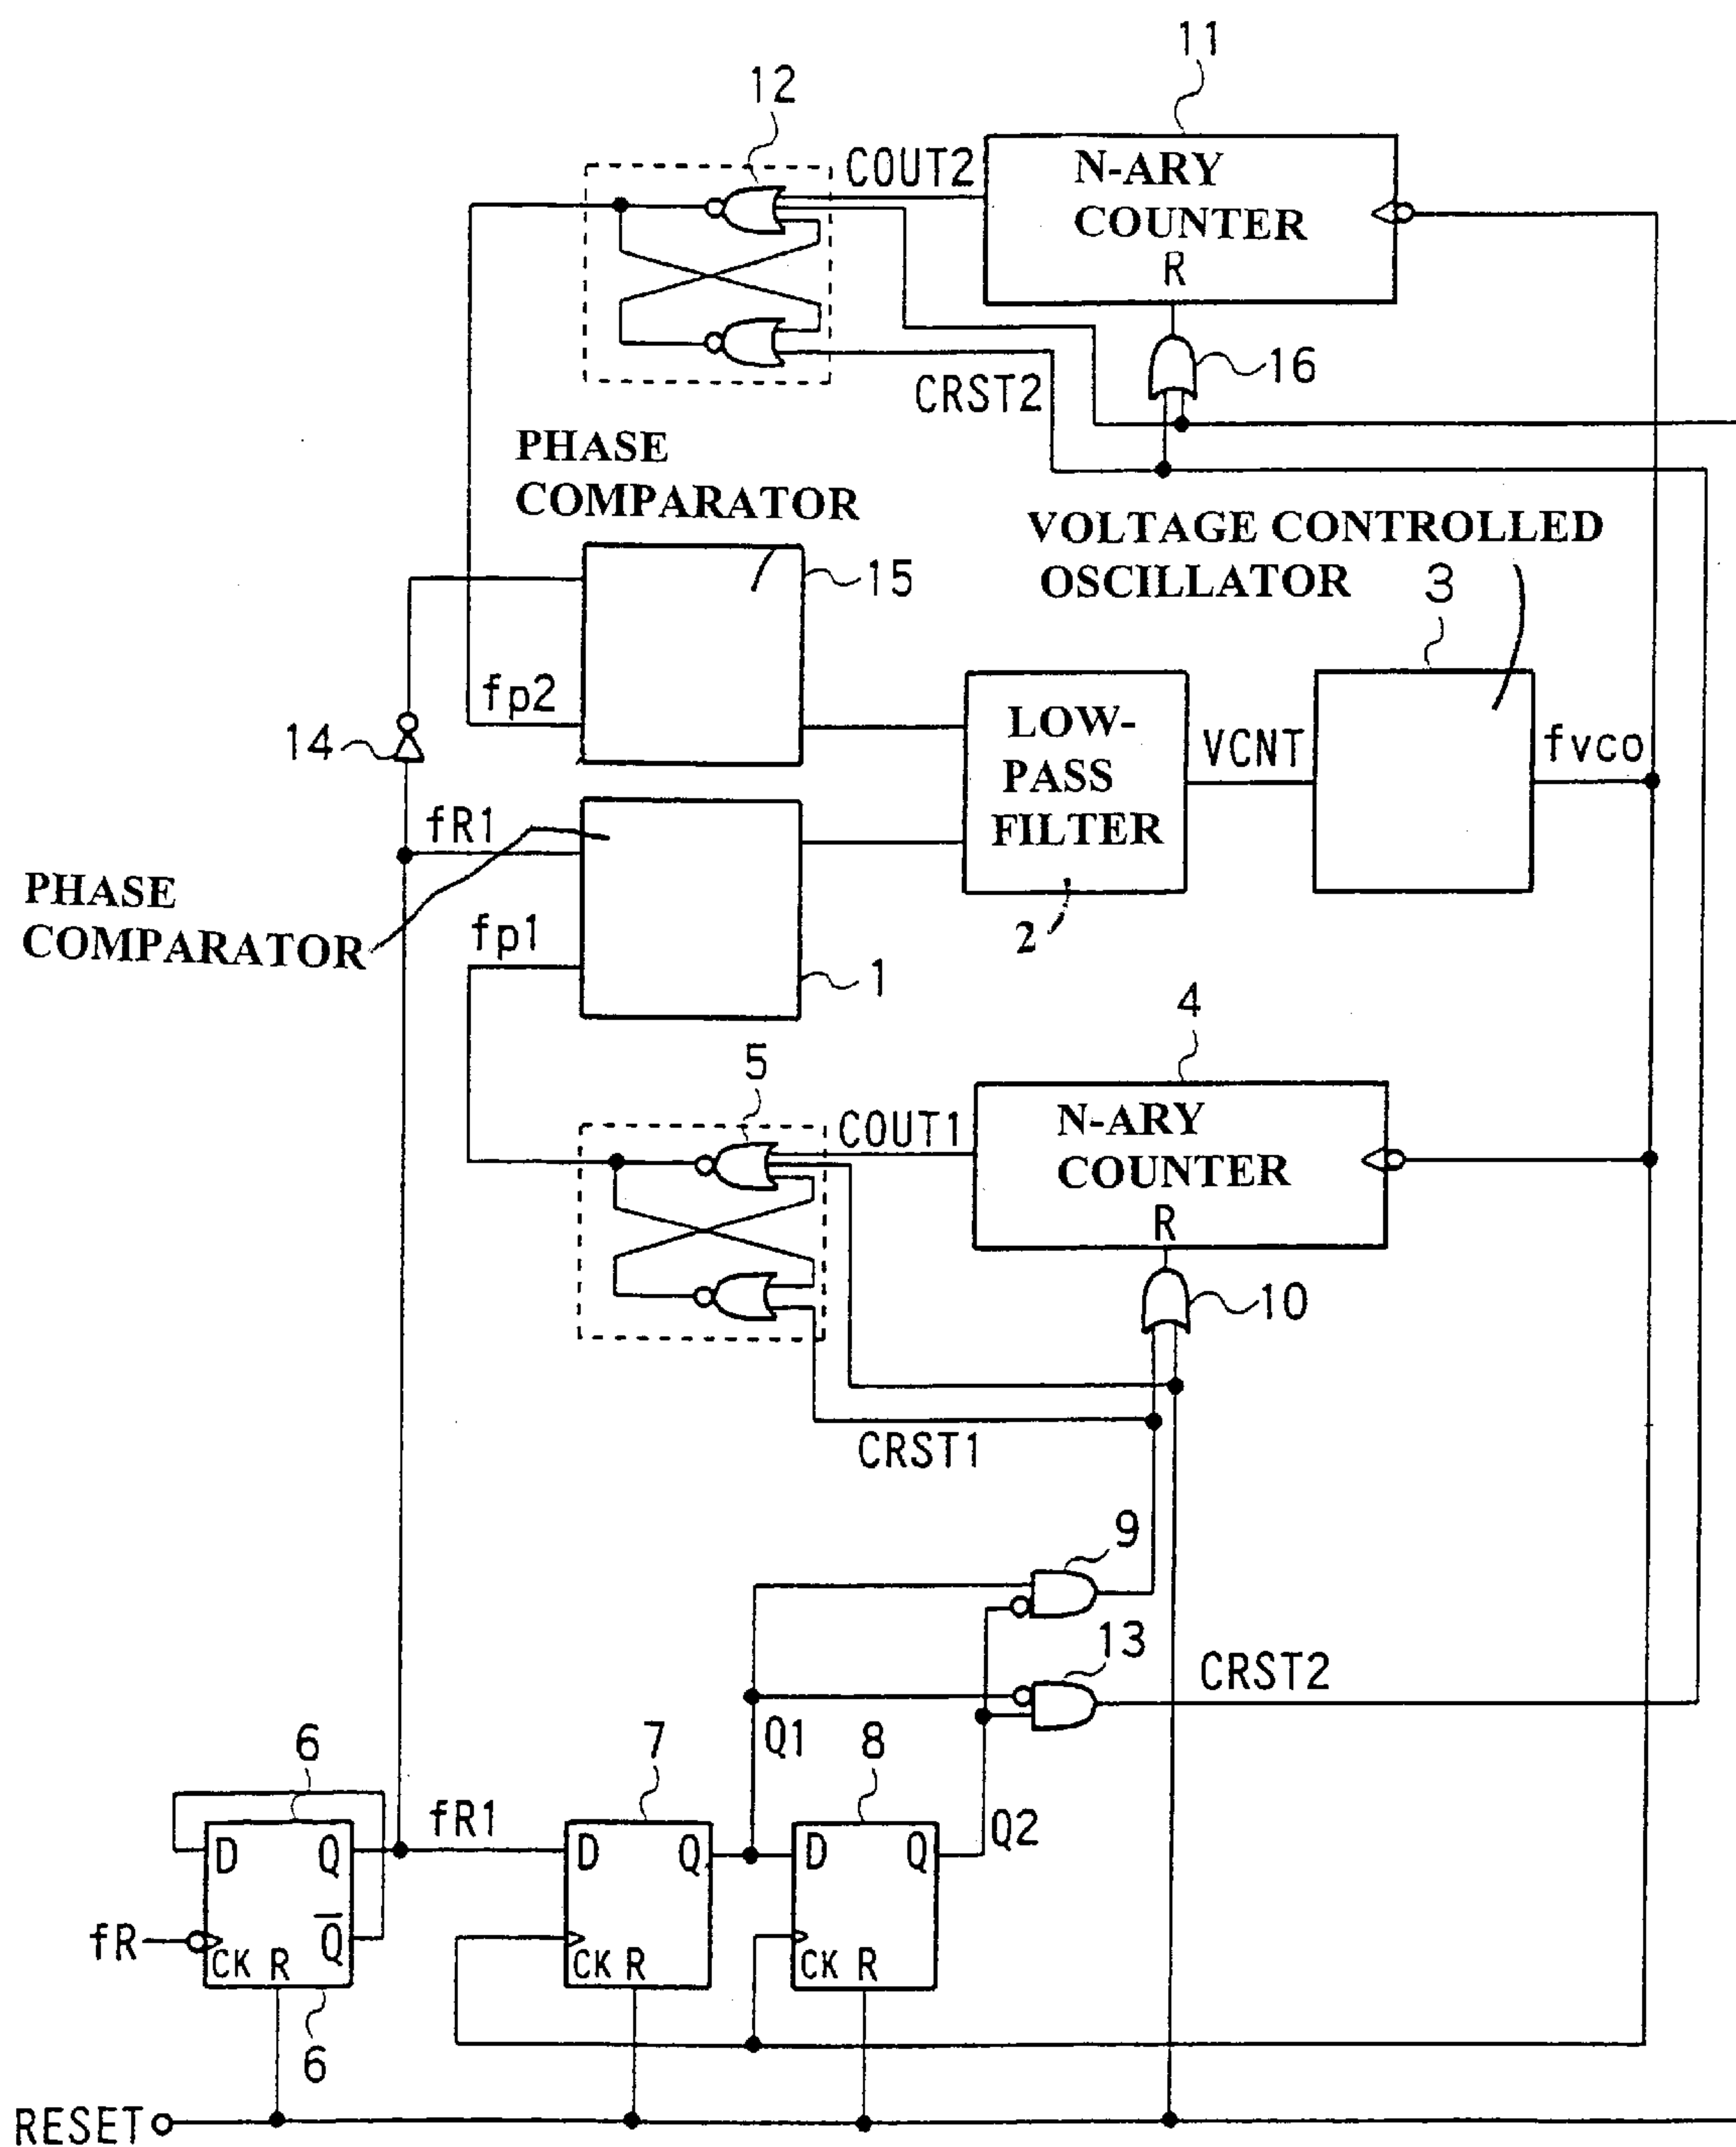 11
12
COUT2
N-ARY
COUNTER
R
16
CRST2
PHASE
COMPARATOR
VOLTAGE CONTROLLED
OSCILLATOR
15
3
fp2
14
LOW-
PASS
FILTER
2
VCNT
fvco
fR1
PHASE
COMPARATOR
fp1
1
4
5
COUT1
N-ARY
COUNTER
R
10
CRST1
9
13
CRST2
6
7
Q1
8
fR1
Q2
D Q
D Q
D Q
fR
CK R Q̅
CK R
CK R
6
RESET